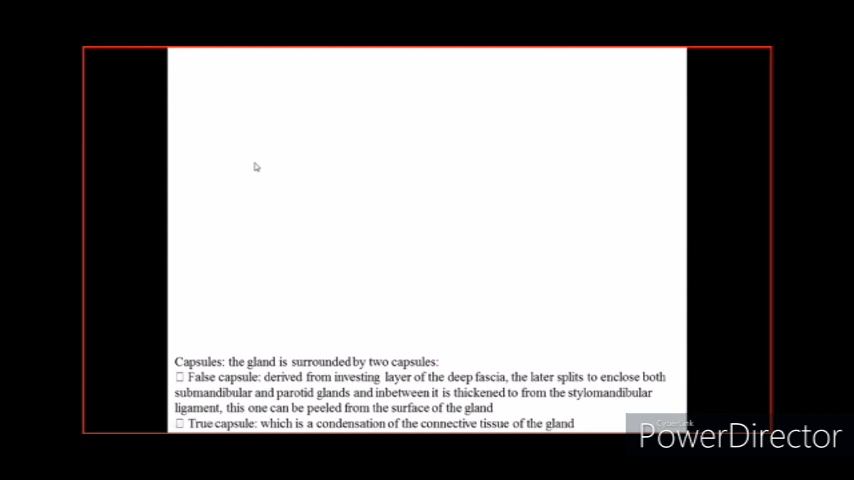 Capsules: the gland is surrounded by two capsules:
□ False capsule: derived from investing layer of the deep fascia, the later splits to enclose both
submandibular and parotid glands and inbetween it is thickened to from the stylomandibular
ligament, this one can be peeled from the surface of the gland
□ True capsule: which is a condensation of the connective tissue of the gland
CyberLink
PowerDirector